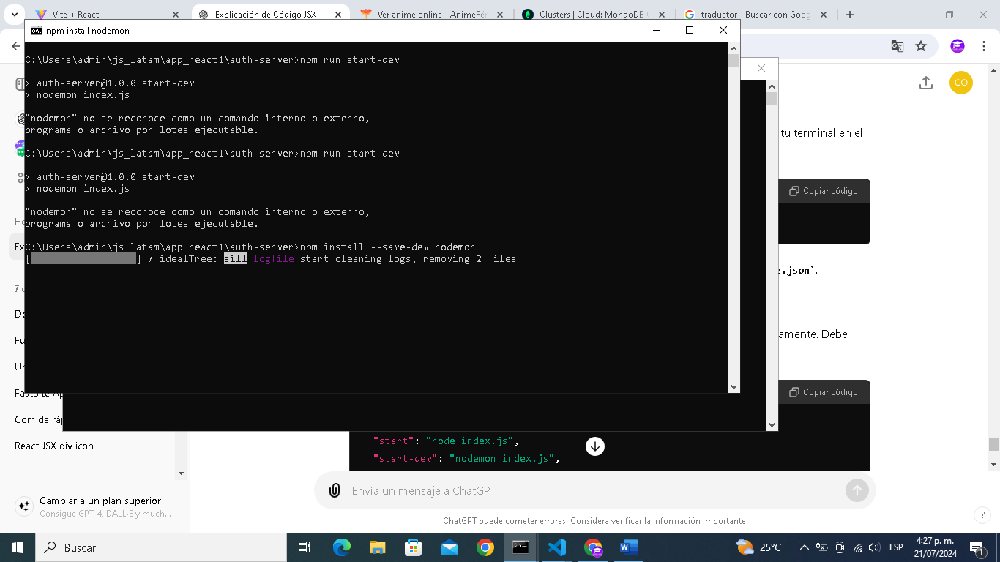 Vite + React
Explicación de Código JSX
Ver anime online - AnimeFé
Clusters | Cloud: MongoDB
traductor - Buscar con Goog
npm install nodemon
C:\Users\admin\js_latam\app_react1\auth-server>npm run start-dev
> auth-server@1.0.0 start-dev
> nodemon index.js
"nodemon" no se reconoce como un comando interno o externo,
programa o archivo por lotes ejecutable.
C:\Users\admin\js_latam\app_react1\auth-server>npm run start-dev
> auth-server@1.0.0 start-dev
> nodemon index.js
"nodemon" no se reconoce como un comando interno o externo,
programa o archivo por lotes ejecutable.
C:\Users\admin\js_latam\app_react1\auth-server>npm install --save-dev nodemon
[ ] / idealTree: sill logfile start cleaning logs, removing 2 files
CO
tu terminal en el
Copiar código
e.json`.
amente. Debe
Copiar código
"start": "node index.js",
"start-dev": "nodemon index.js",
Ho
Ex
7 d
De
Fu
Un
FastBite Ap
Comida ráp
React JSX div icon
Cambiar a un plan superior
Consigue GPT-4, DALL·E y much...
Envía un mensaje a ChatGPT
ChatGPT puede cometer errores. Considera verificar la información importante.
?
Buscar
25°C
ESP
4:27 p. m.
21/07/2024
1